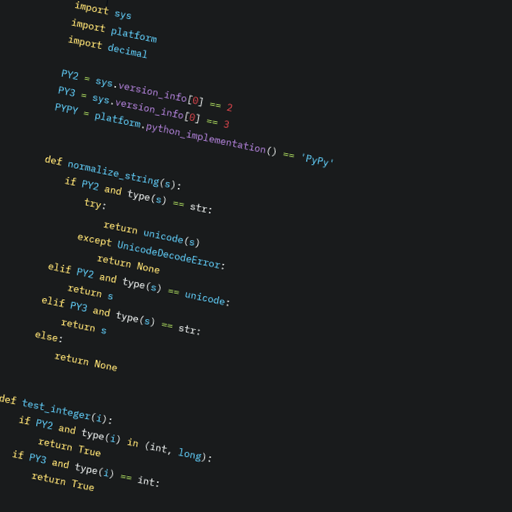 import sys
import platform
import decimal

PY2 = sys.version_info[0] == 2
PY3 = sys.version_info[0] == 3
PYPY = platform.python_implementation() == 'PyPy'

def normalize_string(s):
    if PY2 and type(s) == str:
        try:
            return unicode(s)
        except UnicodeDecodeError:
            return None
    elif PY2 and type(s) == unicode:
        return s
    elif PY3 and type(s) == str:
        return s
    else:
        return None

def test_integer(i):
    if PY2 and type(i) in (int, long):
        return True
    if PY3 and type(i) == int:
        return True